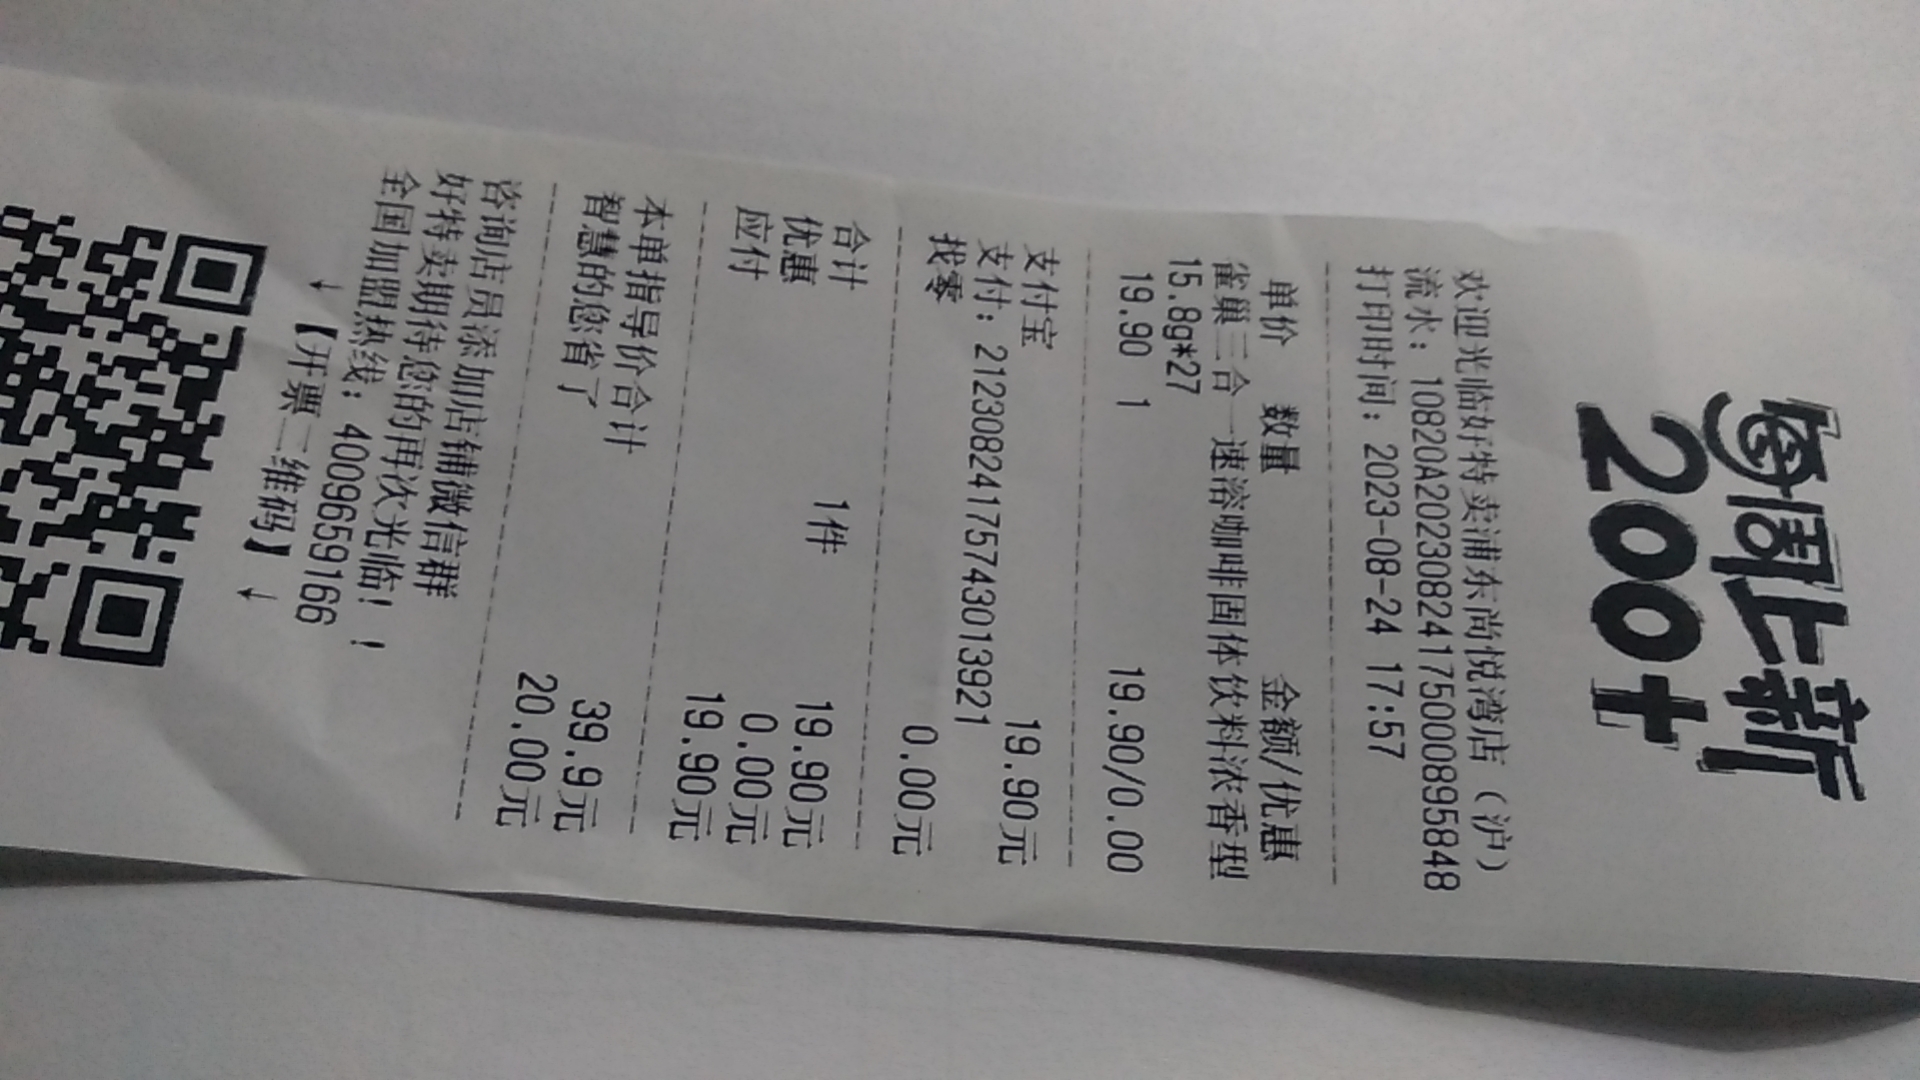 每周上新
200+
欢迎光临好特卖浦东尚悦湾店（沪）
流水：10820A20230824175000895848
打印时间：2023-08-24 17:57
单价 数量 金额/优惠
雀巢三合一速溶咖啡固体饮料浓香型
15.8g*27
19.90 1 19.90/0.00
支付宝 19.90元
支付：2123082417574301392​1
找零 0.00元
合计 1件 19.90元
优惠 0.00元
应付 19.90元
本单指导价合计 39.9元
智慧的您省了 20.00元
咨询店员添加店铺微信群
好特卖期待您的再次光临！！
全国加盟热线：4009659166
↓【开票二维码】↓